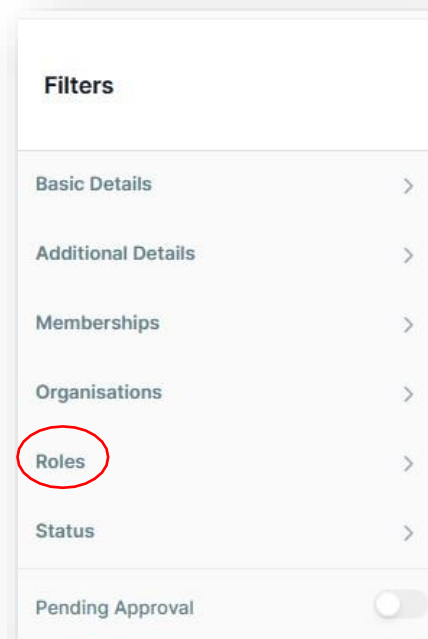 Filters
Basic Details
Additional Details
Memberships
Organisations
Roles
Status
Pending Approval